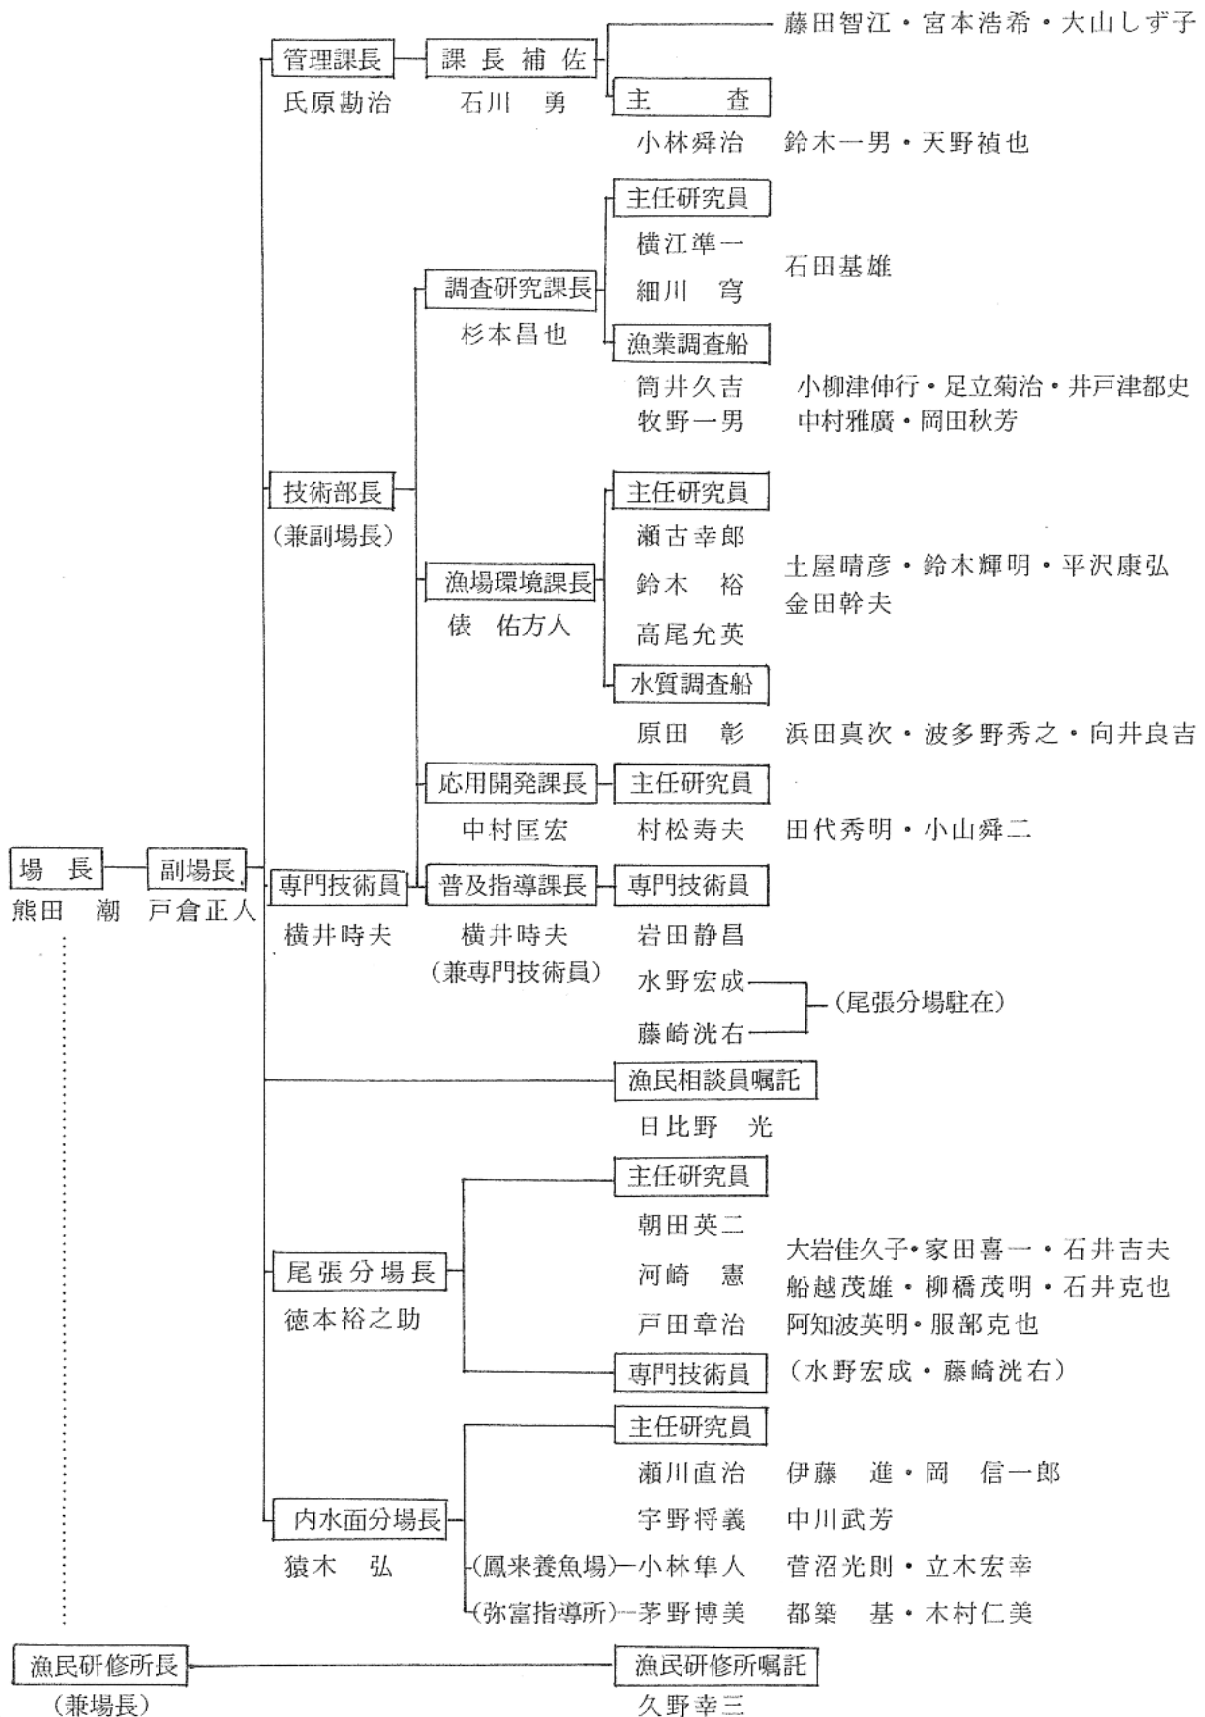 藤田智江・宮本浩希・大山しず子
管理課長 課長補佐
氏原勘治 石川 勇
主 査
小林舜治 鈴木一男・天野禎也
主任研究員
横江準一
石田基雄
調査研究課長 細川 穹
杉本昌也
漁業調査船
筒井久吉 小柳津伸行・足立菊治・井戸津都史
牧野一男 中村雅廣・岡田秋芳
技術部長 主任研究員
(兼副場長) 瀬古幸郎
土屋晴彦・鈴木輝明・平沢康弘
漁場環境課長 鈴木 裕
金田幹夫
俵 佑方人 高尾允英
水質調査船
原田 彰 浜田真次・波多野秀之・向井良吉
応用開発課長 主任研究員
中村匡宏 村松寿夫 田代秀明・小山舜二
場 長 副場長 専門技術員 普及指導課長 専門技術員
熊田 潮 戸倉正人 横井時夫 横井時夫 岩田静昌
(兼専門技術員) 水野宏成
(尾張分場駐在)
藤崎洸右
漁民相談員嘱託
日比野 光
主任研究員
朝田英二
大岩佳久子・家田喜一・石井吉夫
尾張分場長 河崎 憲 船越茂雄・柳橋茂明・石井克也
徳本裕之助 戸田章治 阿知波英明・服部克也
専門技術員 (水野宏成・藤崎洸右)
主任研究員
瀬川直治 伊藤 進・岡 信一郎
内水面分場長 宇野将義 中川武芳
猿木 弘 (鳳来養魚場) 小林隼人 菅沼光則・立木宏幸
(弥富指導所) 茅野博美 都築 基・木村仁美
漁民研修所長 漁民研修所嘱託
(兼場長) 久野幸三